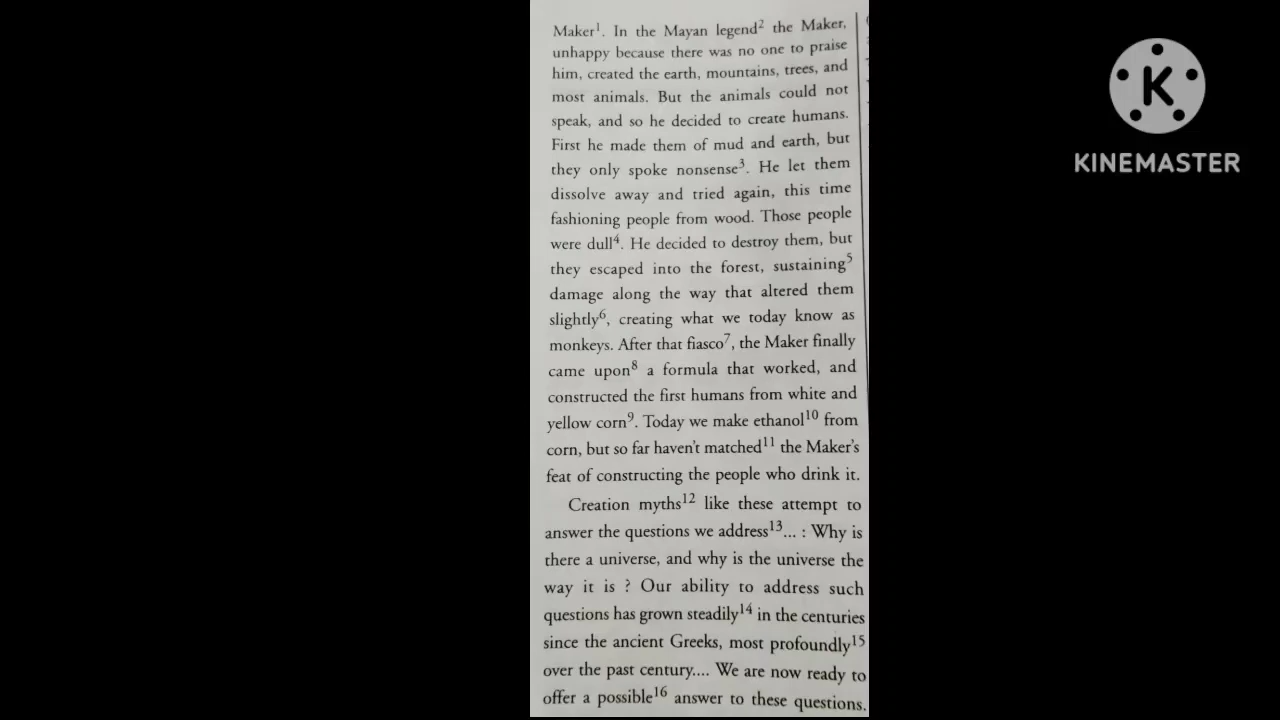 Maker¹. In the Mayan legend² the Maker,
unhappy because there was no one to praise
him, created the earth, mountains, trees, and
most animals. But the animals could not
speak, and so he decided to create humans.
First he made them of mud and earth, but
they only spoke nonsense³. He let them
dissolve away and tried again, this time
fashioning people from wood. Those people
were dull⁴. He decided to destroy them, but
they escaped into the forest, sustaining⁵
damage along the way that altered them
slightly⁶, creating what we today know as
monkeys. After that fiasco⁷, the Maker finally
came upon⁸ a formula that worked, and
constructed the first humans from white and
yellow corn⁹. Today we make ethanol¹⁰ from
corn, but so far haven't matched¹¹ the Maker's
feat of constructing the people who drink it.
Creation myths¹² like these attempt to
answer the questions we address¹³... : Why is
there a universe, and why is the universe the
way it is ? Our ability to address such
questions has grown steadily¹⁴ in the centuries
since the ancient Greeks, most profoundly¹⁵
over the past century.... We are now ready to
offer a possible¹⁶ answer to these questions.
K
KINEMASTER